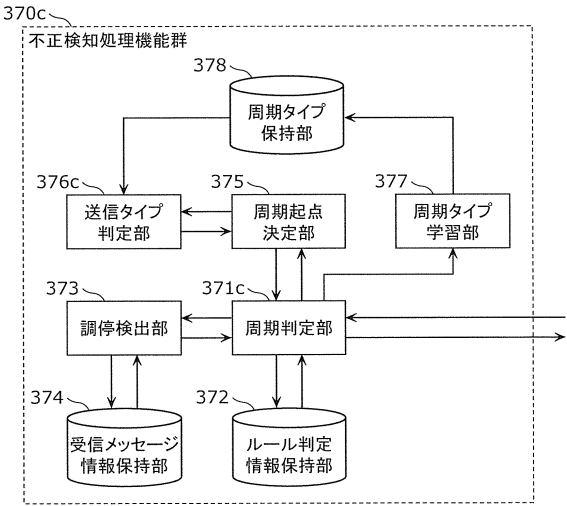 370c
不正検知処理機能群
378
周期タイプ
保持部
376c
送信タイプ
判定部
375
周期起点
決定部
377
周期タイプ
学習部
373
調停検出部
371c
周期判定部
374
受信メッセージ
情報保持部
372
ルール判定
情報保持部